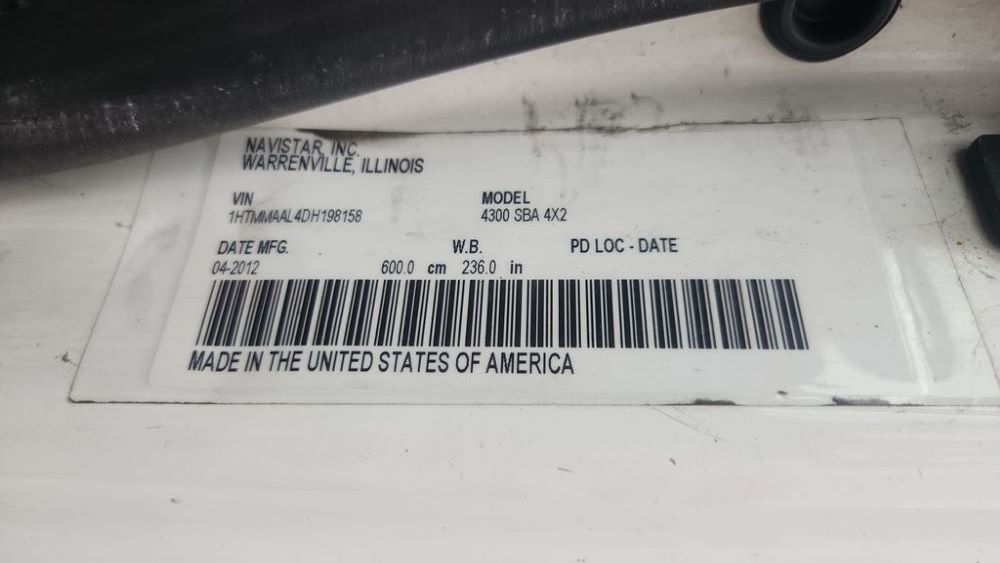 NAVISTAR, INC.
WARRENVILLE, ILLINOIS
VIN MODEL
1HTMMAAL4DH198158 4300 SBA 4X2
DATE MFG. W.B. PD LOC - DATE
04-2012 600.0 cm 236.0 in
MADE IN THE UNITED STATES OF AMERICA